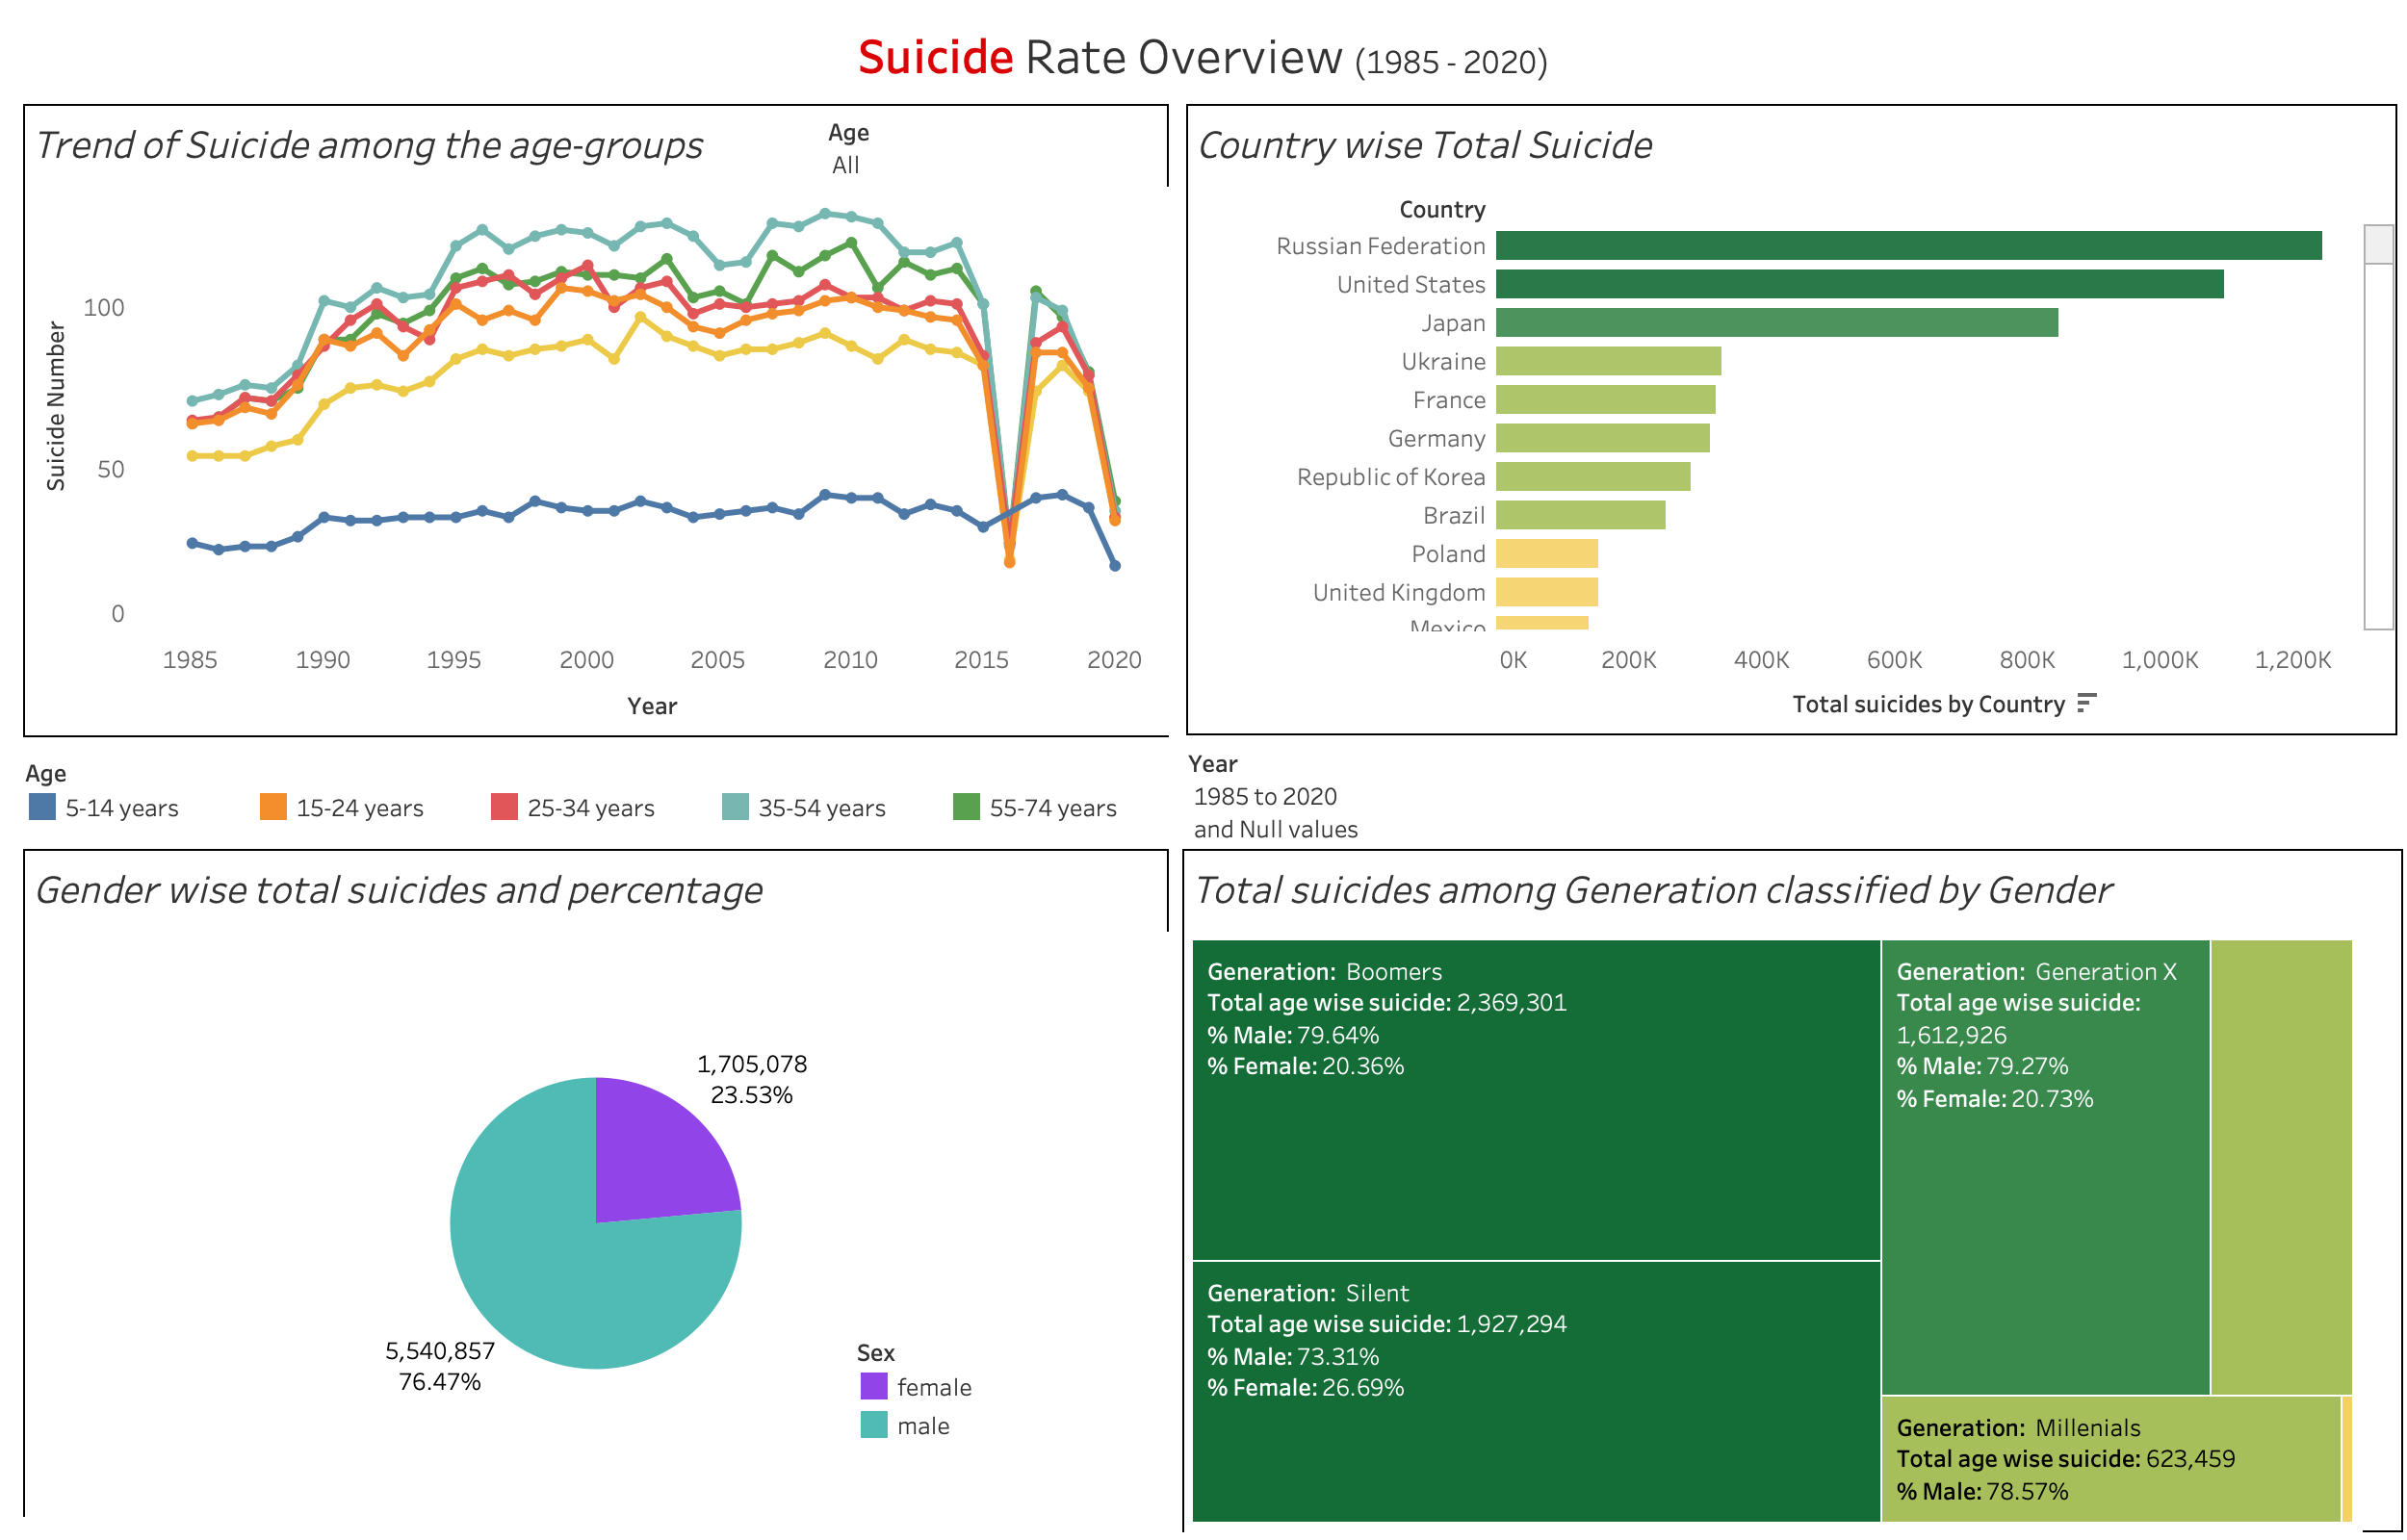 Suicide Rate Overview (1985 - 2020)
Trend of Suicide among the age-groups
Age
All
Suicide Number
100
50
0
1985 1990 1995 2000 2005 2010 2015 2020
Year
Country wise Total Suicide
Country
Russian Federation
United States
Japan
Ukraine
France
Germany
Republic of Korea
Brazil
Poland
United Kingdom
Mexico
0K 200K 400K 600K 800K 1,000K 1,200K
Total suicides by Country
Age
5-14 years 15-24 years 25-34 years 35-54 years 55-74 years
Year
1985 to 2020
and Null values
Gender wise total suicides and percentage
1,705,078
23.53%
5,540,857
76.47%
Sex
female
male
Total suicides among Generation classified by Gender
Generation: Boomers
Total age wise suicide: 2,369,301
% Male: 79.64%
% Female: 20.36%
Generation: Silent
Total age wise suicide: 1,927,294
% Male: 73.31%
% Female: 26.69%
Generation: Generation X
Total age wise suicide:
1,612,926
% Male: 79.27%
% Female: 20.73%
Generation: Millenials
Total age wise suicide: 623,459
% Male: 78.57%